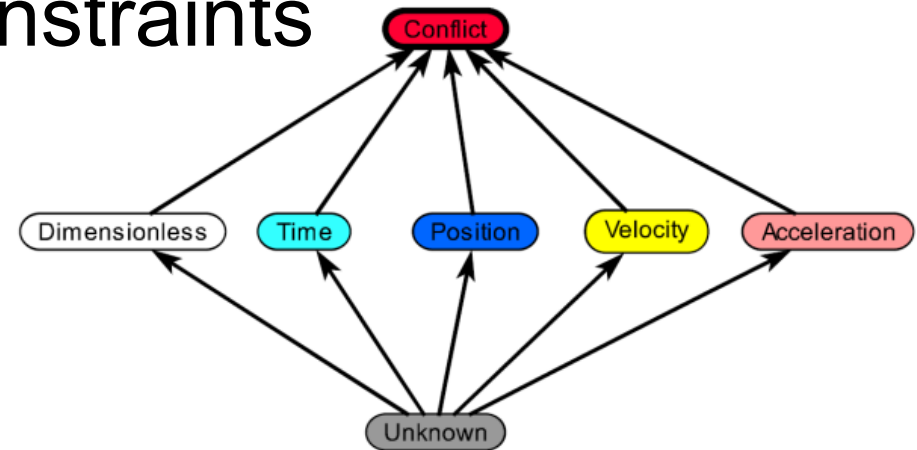 nstraints
Conflict
Dimensionless Time Position Velocity Acceleration
Unknown